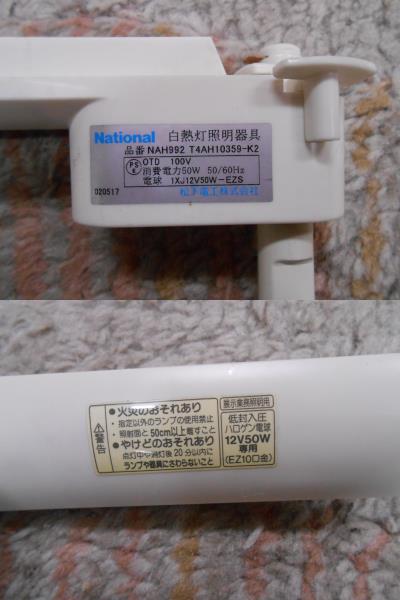 National 白熱灯照明器具
品番 NAH992 T4AH10359-K2
PS E OTD 100V
消費電力50W 50/60Hz
電球 1XJ12V50W-EZS
020517
松下電工株式会社
警告
●火災のおそれあり
・指定以外のランプの使用禁止
・照射面と50cm以上離すこと
●やけどのおそれあり
点灯中や消灯後20分以内に
ランプや器具にさわらないこと
展示業務照明用
低封入圧
ハロゲン電球
12V50W
専用
(EZ10口金)